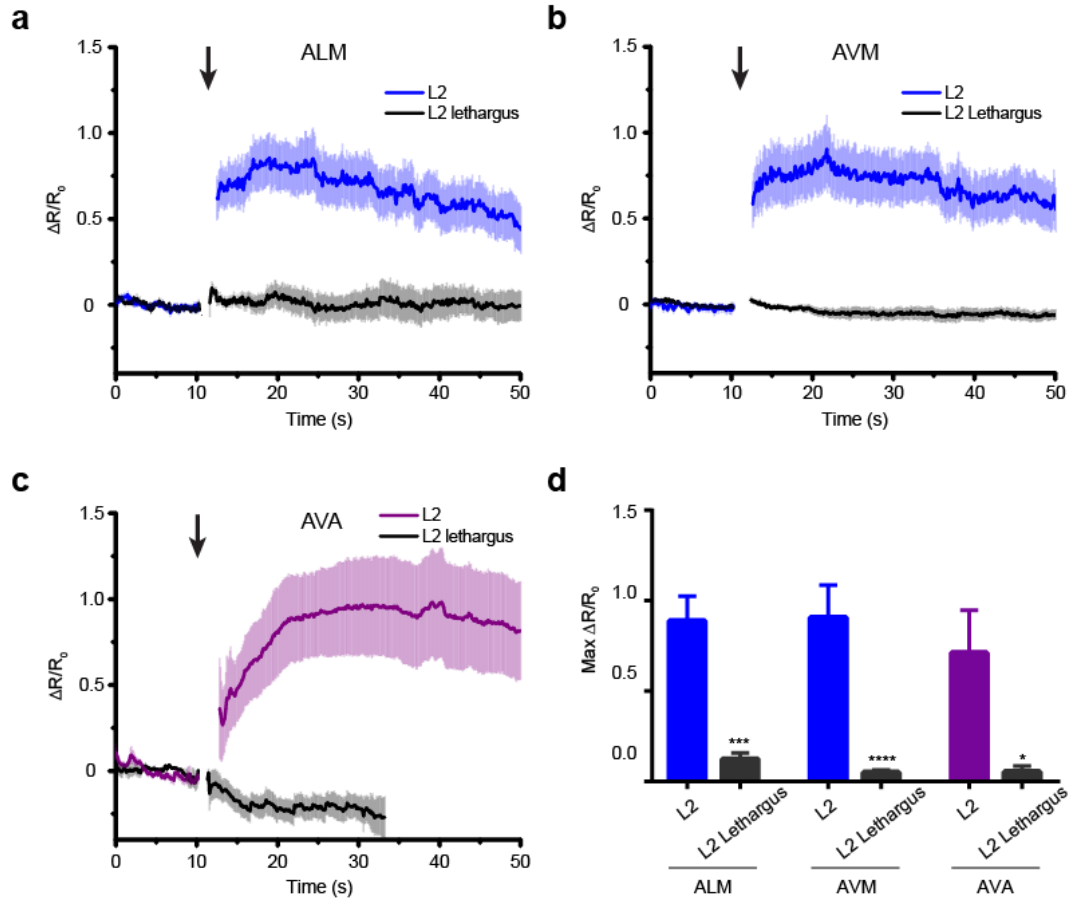 a
ALM
L2
L2 lethargus
1.5
1.0
0.5
0
ΔR/R₀
0 10 20 30 40 50
Time (s)
b
AVM
L2
L2 Lethargus
1.5
1.0
0.5
0
ΔR/R₀
0 10 20 30 40 50
Time (s)
c
AVA
L2
L2 lethargus
1.5
1.0
0.5
0
ΔR/R₀
0 10 20 30 40 50
Time (s)
d
1.5
1.0
0.5
0.0
Max ΔR/R₀
*** **** *
L2 L2 Lethargus L2 L2 Lethargus L2 L2 Lethargus
ALM AVM AVA